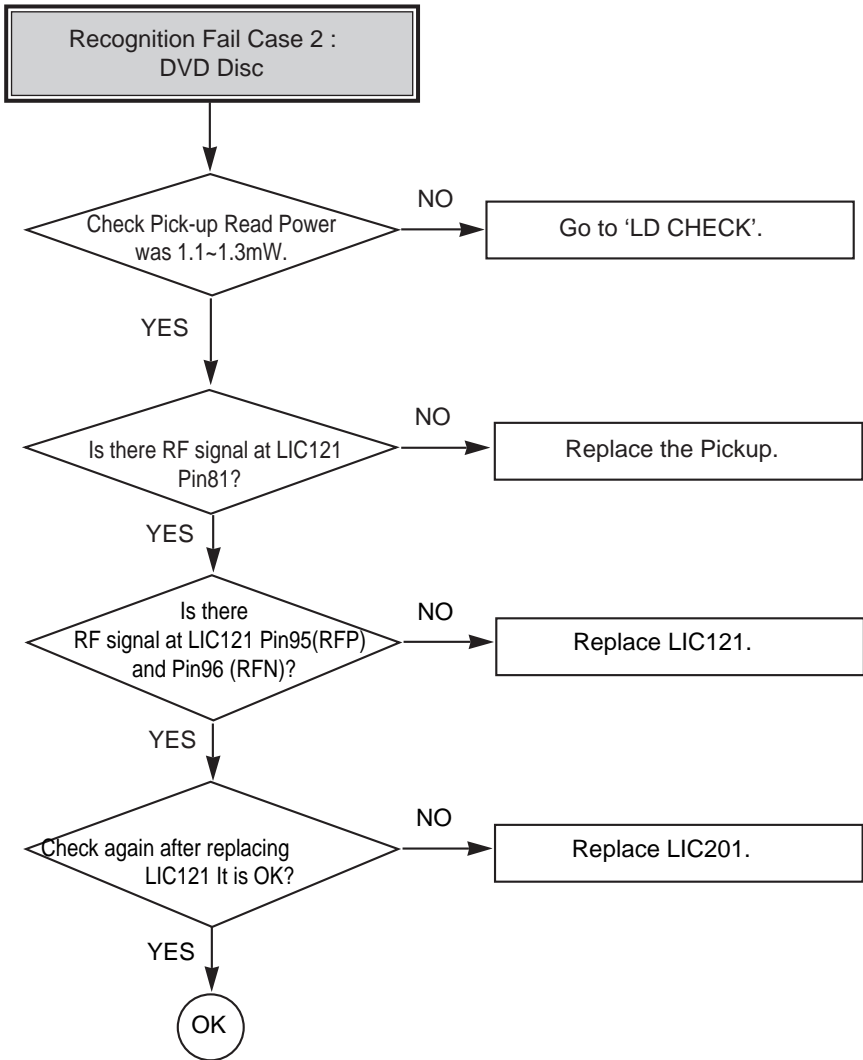 Recognition Fail Case 2 :
DVD Disc
Check Pick-up Read Power
was 1.1~1.3mW.
NO
Go to ‘LD CHECK’.
YES
Is there RF signal at LIC121
Pin81?
NO
Replace the Pickup.
YES
Is there
RF signal at LIC121 Pin95(RFP)
and Pin96 (RFN)?
NO
Replace LIC121.
YES
Check again after replacing
LIC121 It is OK?
NO
Replace LIC201.
YES
OK